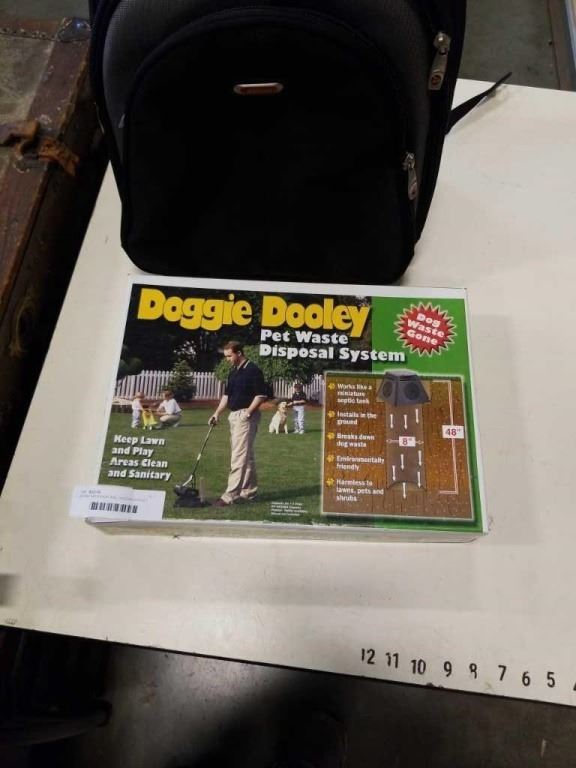 Doggie Dooley
Pet Waste
Disposal System
Dog
Waste
Gone
Works like a
miniature
septic tank
Installs in the
ground
Breaks down
dog waste
Environmentally
friendly
Harmless to
lawns, pets and
shrubs
8"
48"
Keep Lawn
and Play
Areas Clean
and Sanitary
12 11 10 9 8 7 6 5